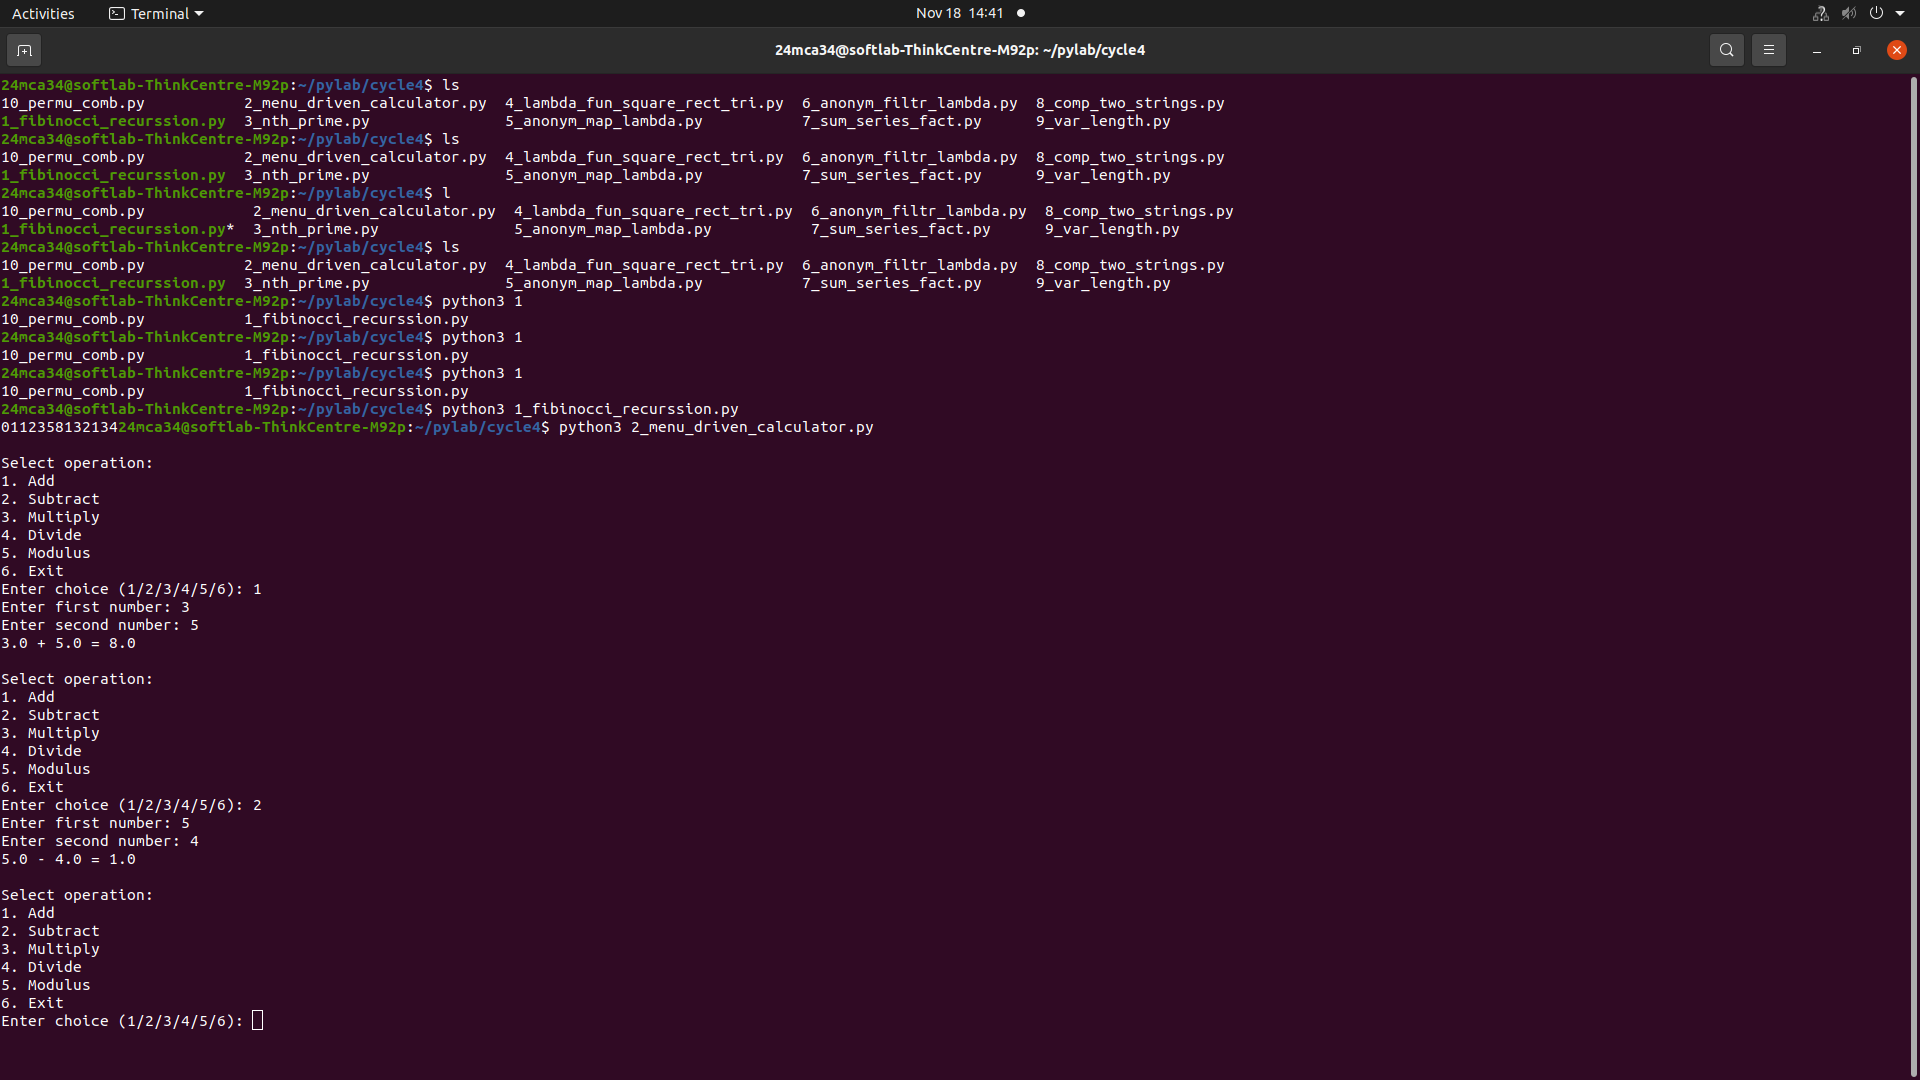 Activities Terminal Nov 18 14:41
24mca34@softlab-ThinkCentre-M92p: ~/pylab/cycle4
24mca34@softlab-ThinkCentre-M92p:~/pylab/cycle4$ ls
10_permu_comb.py 2_menu_driven_calculator.py 4_lambda_fun_square_rect_tri.py 6_anonym_filtr_lambda.py 8_comp_two_strings.py
1_fibinocci_recurssion.py 3_nth_prime.py 5_anonym_map_lambda.py 7_sum_series_fact.py 9_var_length.py
24mca34@softlab-ThinkCentre-M92p:~/pylab/cycle4$ ls
10_permu_comb.py 2_menu_driven_calculator.py 4_lambda_fun_square_rect_tri.py 6_anonym_filtr_lambda.py 8_comp_two_strings.py
1_fibinocci_recurssion.py 3_nth_prime.py 5_anonym_map_lambda.py 7_sum_series_fact.py 9_var_length.py
24mca34@softlab-ThinkCentre-M92p:~/pylab/cycle4$ l
10_permu_comb.py 2_menu_driven_calculator.py 4_lambda_fun_square_rect_tri.py 6_anonym_filtr_lambda.py 8_comp_two_strings.py
1_fibinocci_recurssion.py* 3_nth_prime.py 5_anonym_map_lambda.py 7_sum_series_fact.py 9_var_length.py
24mca34@softlab-ThinkCentre-M92p:~/pylab/cycle4$ ls
10_permu_comb.py 2_menu_driven_calculator.py 4_lambda_fun_square_rect_tri.py 6_anonym_filtr_lambda.py 8_comp_two_strings.py
1_fibinocci_recurssion.py 3_nth_prime.py 5_anonym_map_lambda.py 7_sum_series_fact.py 9_var_length.py
24mca34@softlab-ThinkCentre-M92p:~/pylab/cycle4$ python3 1
10_permu_comb.py 1_fibinocci_recurssion.py
24mca34@softlab-ThinkCentre-M92p:~/pylab/cycle4$ python3 1
10_permu_comb.py 1_fibinocci_recurssion.py
24mca34@softlab-ThinkCentre-M92p:~/pylab/cycle4$ python3 1
10_permu_comb.py 1_fibinocci_recurssion.py
24mca34@softlab-ThinkCentre-M92p:~/pylab/cycle4$ python3 1_fibinocci_recurssion.py
011235813213424mca34@softlab-ThinkCentre-M92p:~/pylab/cycle4$ python3 2_menu_driven_calculator.py
Select operation:
1. Add
2. Subtract
3. Multiply
4. Divide
5. Modulus
6. Exit
Enter choice (1/2/3/4/5/6): 1
Enter first number: 3
Enter second number: 5
3.0 + 5.0 = 8.0
Select operation:
1. Add
2. Subtract
3. Multiply
4. Divide
5. Modulus
6. Exit
Enter choice (1/2/3/4/5/6): 2
Enter first number: 5
Enter second number: 4
5.0 - 4.0 = 1.0
Select operation:
1. Add
2. Subtract
3. Multiply
4. Divide
5. Modulus
6. Exit
Enter choice (1/2/3/4/5/6):